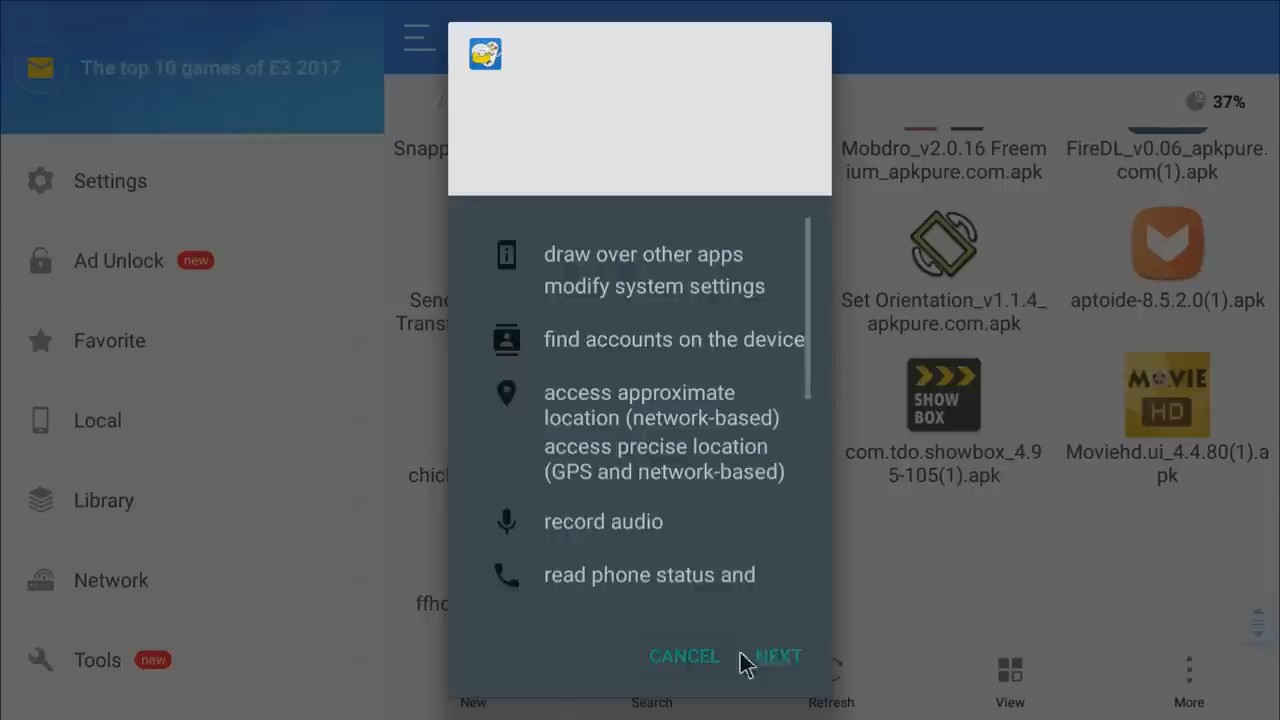 The top 10 games of E3 2017
Settings
Ad Unlock new
Favorite
Local
Library
Network
Tools new
/
37%
Snapp
Send
Trans
chick
ffho
draw over other apps
modify system settings
find accounts on the device
access approximate
location (network-based)
access precise location
(GPS and network-based)
record audio
read phone status and
CANCEL NEXT
Mobdro_v2.0.16 Freem
ium_apkpure.com.apk
FireDL_v0.06_apkpure.
com(1).apk
Set Orientation_v1.1.4_
apkpure.com.apk
aptoide-8.5.2.0(1).apk
SHOW
BOX
com.tdo.showbox_4.9
5-105(1).apk
MOVIE
HD
Moviehd.ui_4.4.80(1).a
pk
New
Search
Refresh
View
More